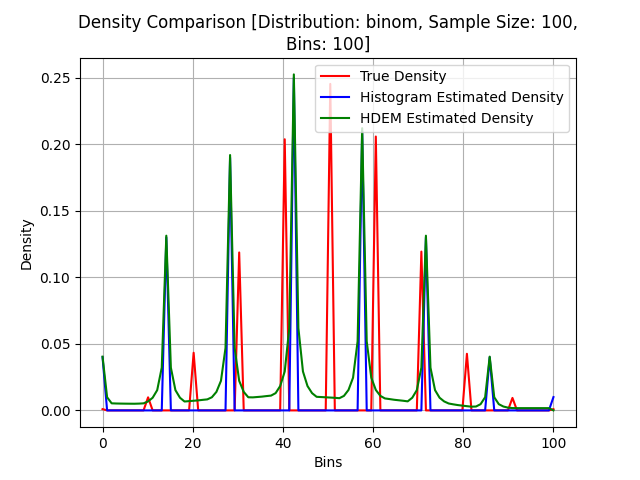 Density Comparison [Distribution: binom, Sample Size: 100,
Bins: 100]
True Density
Histogram Estimated Density
HDEM Estimated Density
0.25
0.20
0.15
0.10
0.05
0.00
Density
0 20 40 60 80 100
Bins